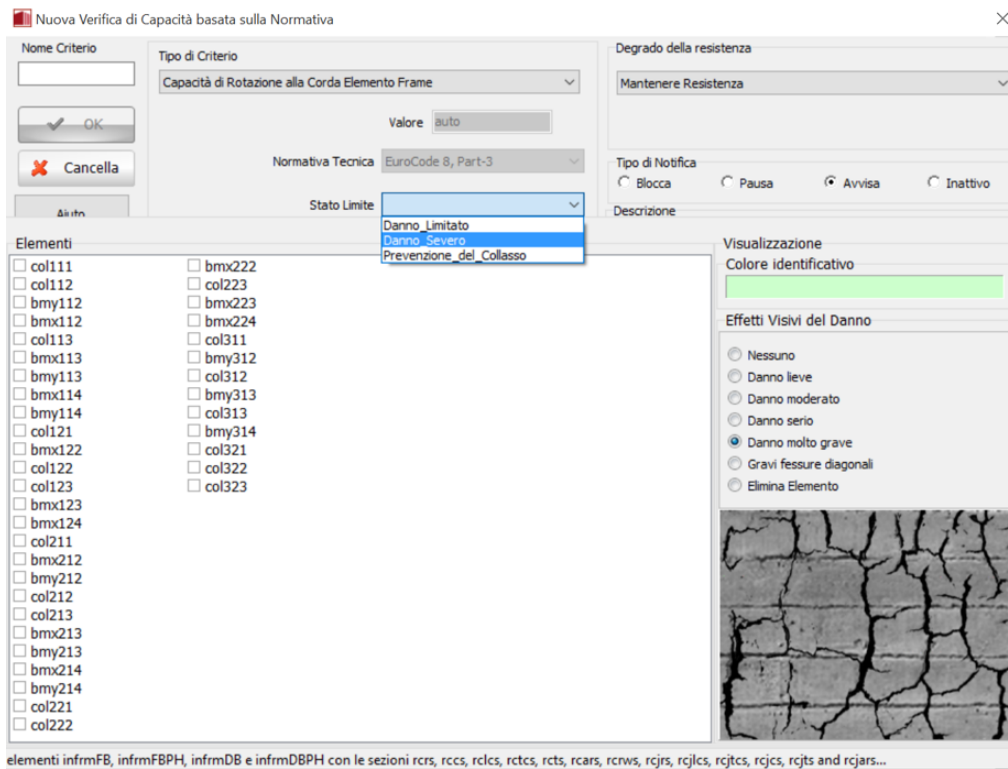 Nuova Verifica di Capacità basata sulla Normativa
Nome Criterio
OK
Cancella
Aiuto
Tipo di Criterio
Capacità di Rotazione alla Corda Elemento Frame
Valore auto
Normativa Tecnica EuroCode 8, Part-3
Stato Limite
Danno_Limitato
Danno_Severo
Prevenzione_del_Collasso
Degrado della resistenza
Mantenere Resistenza
Tipo di Notifica
Blocca Pausa Avvisa Inattivo
Descrizione
Elementi
col111
col112
bmy112
bmx112
col113
bmx113
bmy113
bmx114
bmy114
col121
bmx122
col122
col123
bmx123
bmx124
col211
bmx212
bmy212
col212
col213
bmx213
bmy213
bmx214
bmy214
col221
col222
bmx222
col223
bmx223
bmx224
col311
bmy312
col312
bmy313
col313
bmy314
col321
col322
col323
Visualizzazione
Colore identificativo
Effetti Visivi del Danno
Nessuno
Danno lieve
Danno moderato
Danno serio
Danno molto grave
Gravi fessure diagonali
Elimina Elemento
elementi infrmFB, infrmFBPH, infrmDB e infrmDBPH con le sezioni rcrs, rccs, rclcs, rctcs, rcts, rcars, rcrws, rcjrs, rcjlcs, rcjtcs, rcjcs, rcjts and rcjars...